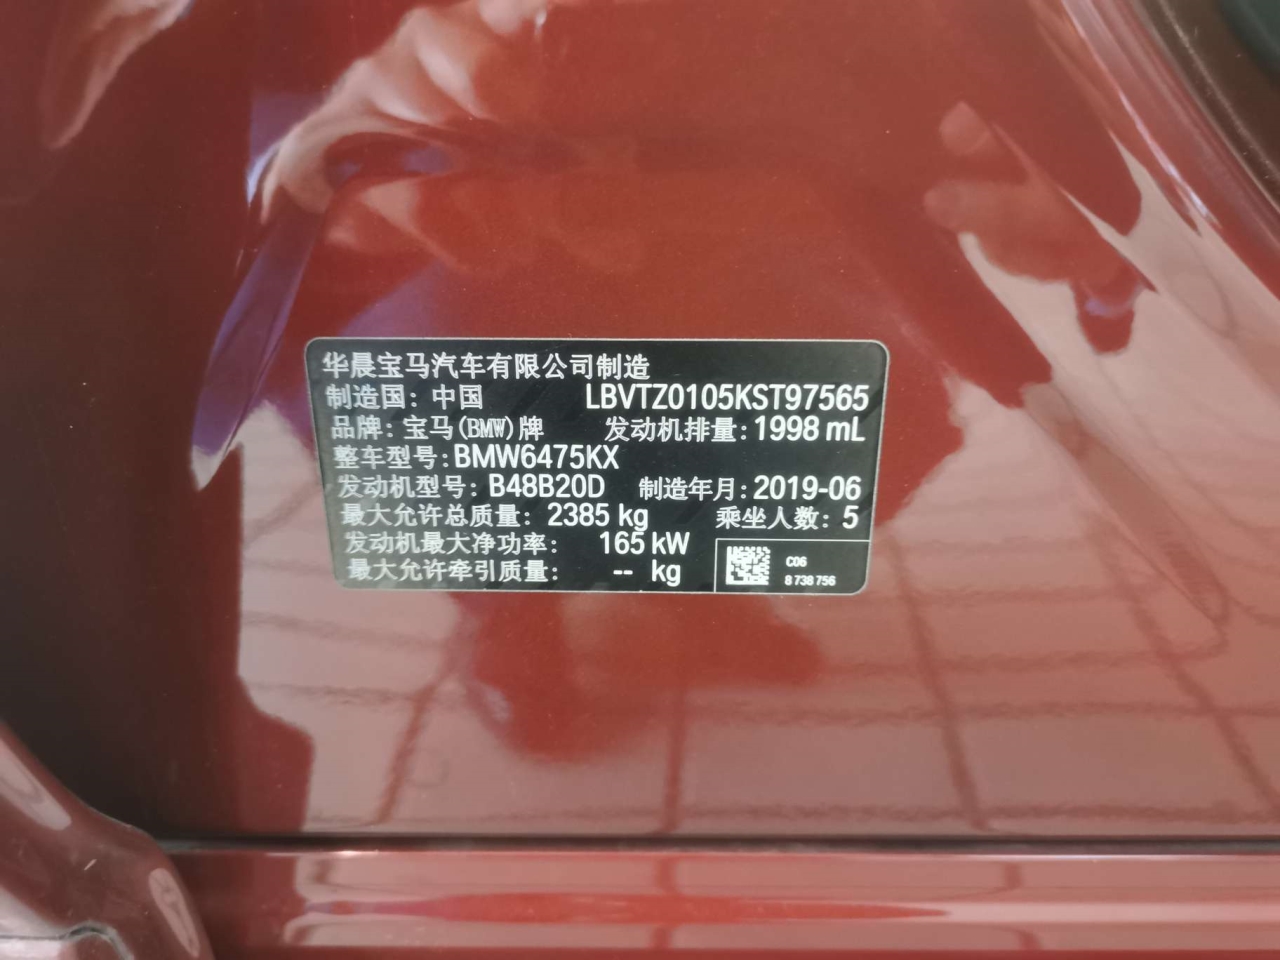 华晨宝马汽车有限公司制造
制造国：中国 LBVTZ0105KST97565
品牌：宝马(BMW)牌 发动机排量：1998 mL
整车型号：BMW6475KX
发动机型号：B48B20D 制造年月：2019-06
最大允许总质量：2385 kg 乘坐人数：5
发动机最大净功率：165 kW
最大允许牵引质量：-- kg
C06
8 738 756